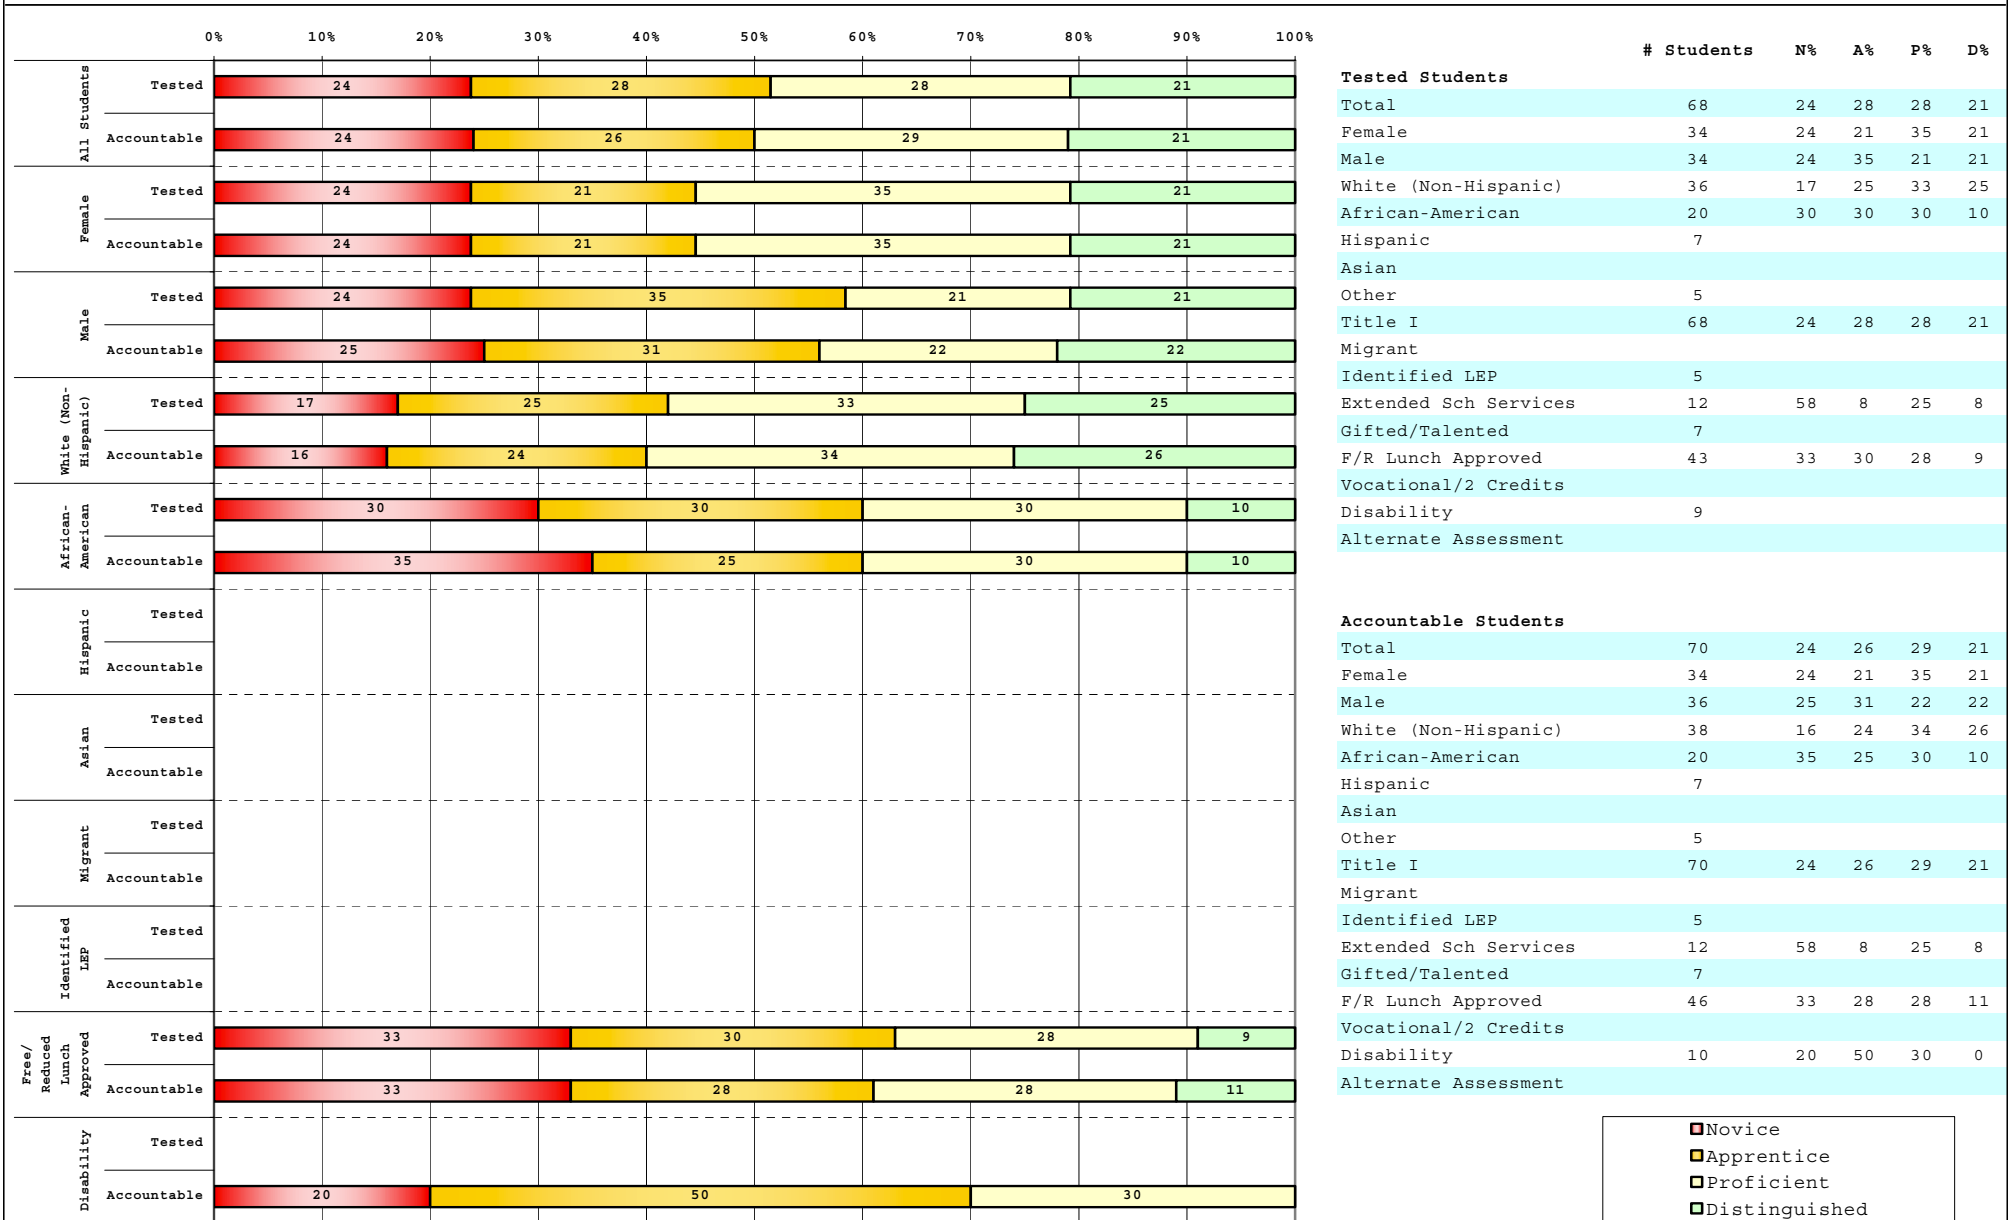 0% 10% 20% 30% 40% 50% 60% 70% 80% 90% 100%
All Students
Tested 24 28 28 21
Accountable 24 26 29 21
Female
Tested 24 21 35 21
Accountable 24 21 35 21
Male
Tested 24 35 21 21
Accountable 25 31 22 22
White (Non-
Hispanic)
Tested 17 25 33 25
Accountable 16 24 34 26
African-
American
Tested 30 30 30 10
Accountable 35 25 30 10
Hispanic
Tested
Accountable
Asian
Tested
Accountable
Migrant
Tested
Accountable
Identified
LEP
Tested
Accountable
Free/
Reduced
Lunch
Approved
Tested 33 30 28 9
Accountable 33 28 28 11
Disability
Tested
Accountable 20 50 30
# Students N% A% P% D%
Tested Students
Total 68 24 28 28 21
Female 34 24 21 35 21
Male 34 24 35 21 21
White (Non-Hispanic) 36 17 25 33 25
African-American 20 30 30 30 10
Hispanic 7
Asian
Other 5
Title I 68 24 28 28 21
Migrant
Identified LEP 5
Extended Sch Services 12 58 8 25 8
Gifted/Talented 7
F/R Lunch Approved 43 33 30 28 9
Vocational/2 Credits
Disability 9
Alternate Assessment
Accountable Students
Total 70 24 26 29 21
Female 34 24 21 35 21
Male 36 25 31 22 22
White (Non-Hispanic) 38 16 24 34 26
African-American 20 35 25 30 10
Hispanic 7
Asian
Other 5
Title I 70 24 26 29 21
Migrant
Identified LEP 5
Extended Sch Services 12 58 8 25 8
Gifted/Talented 7
F/R Lunch Approved 46 33 28 28 11
Vocational/2 Credits
Disability 10 20 50 30 0
Alternate Assessment
Novice
Apprentice
Proficient
Distinguished